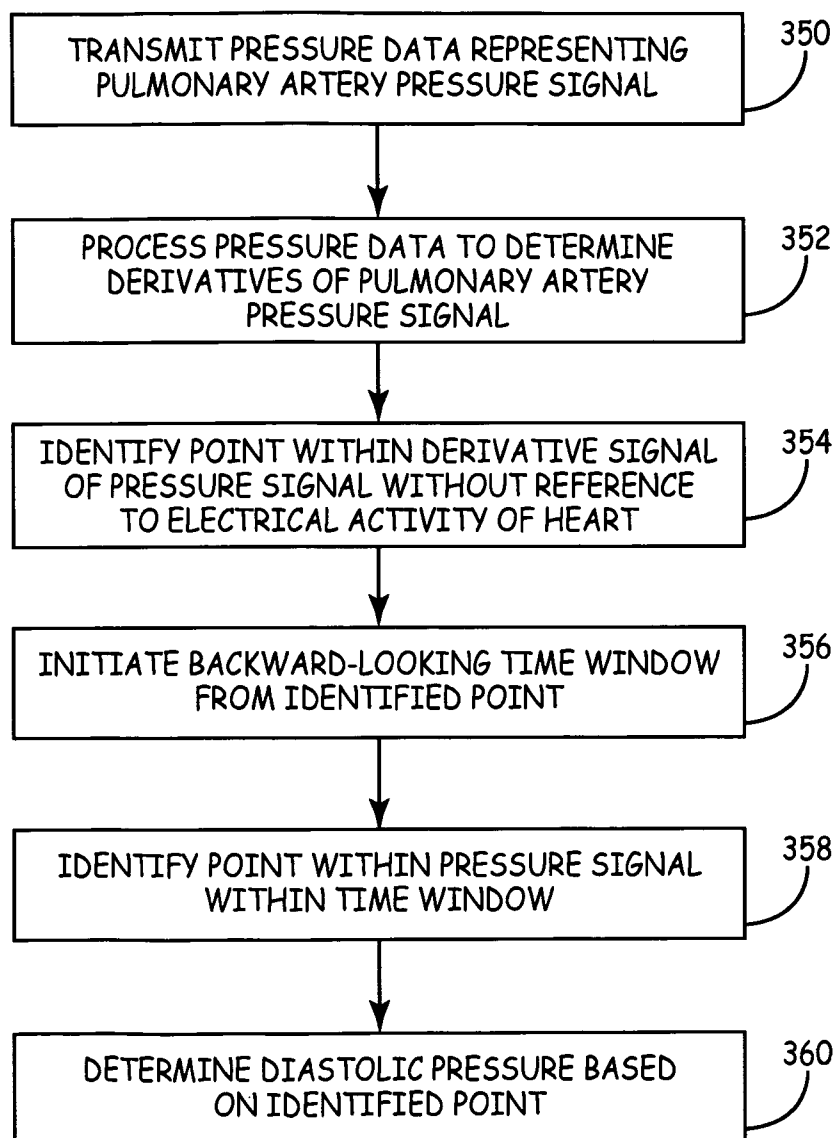 TRANSMIT PRESSURE DATA REPRESENTING
PULMONARY ARTERY PRESSURE SIGNAL
350
PROCESS PRESSURE DATA TO DETERMINE
DERIVATIVES OF PULMONARY ARTERY
PRESSURE SIGNAL
352
IDENTIFY POINT WITHIN DERIVATIVE SIGNAL
OF PRESSURE SIGNAL WITHOUT REFERENCE
TO ELECTRICAL ACTIVITY OF HEART
354
INITIATE BACKWARD-LOOKING TIME WINDOW
FROM IDENTIFIED POINT
356
IDENTIFY POINT WITHIN PRESSURE SIGNAL
WITHIN TIME WINDOW
358
DETERMINE DIASTOLIC PRESSURE BASED
ON IDENTIFIED POINT
360